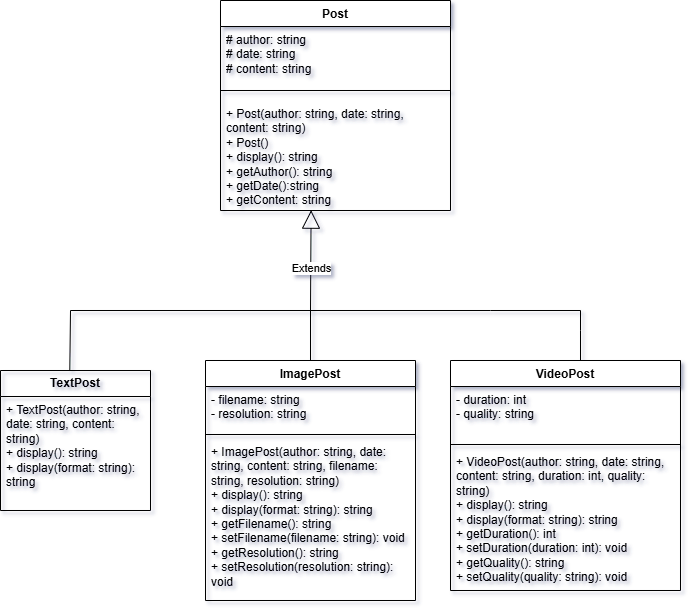 Post
# author: string
# date: string
# content: string
+ Post(author: string, date: string,
content: string)
+ Post()
+ display(): string
+ getAuthor(): string
+ getDate():string
+ getContent: string
Extends
TextPost
+ TextPost(author: string,
date: string, content:
string)
+ display(): string
+ display(format: string):
string
ImagePost
- filename: string
- resolution: string
+ ImagePost(author: string, date:
string, content: string, filename:
string, resolution: string)
+ display(): string
+ display(format: string): string
+ getFilename(): string
+ setFilename(filename: string): void
+ getResolution(): string
+ setResolution(resolution: string):
void
VideoPost
- duration: int
- quality: string
+ VideoPost(author: string, date: string,
content: string, duration: int, quality:
string)
+ display(): string
+ display(format: string): string
+ getDuration(): int
+ setDuration(duration: int): void
+ getQuality(): string
+ setQuality(quality: string): void